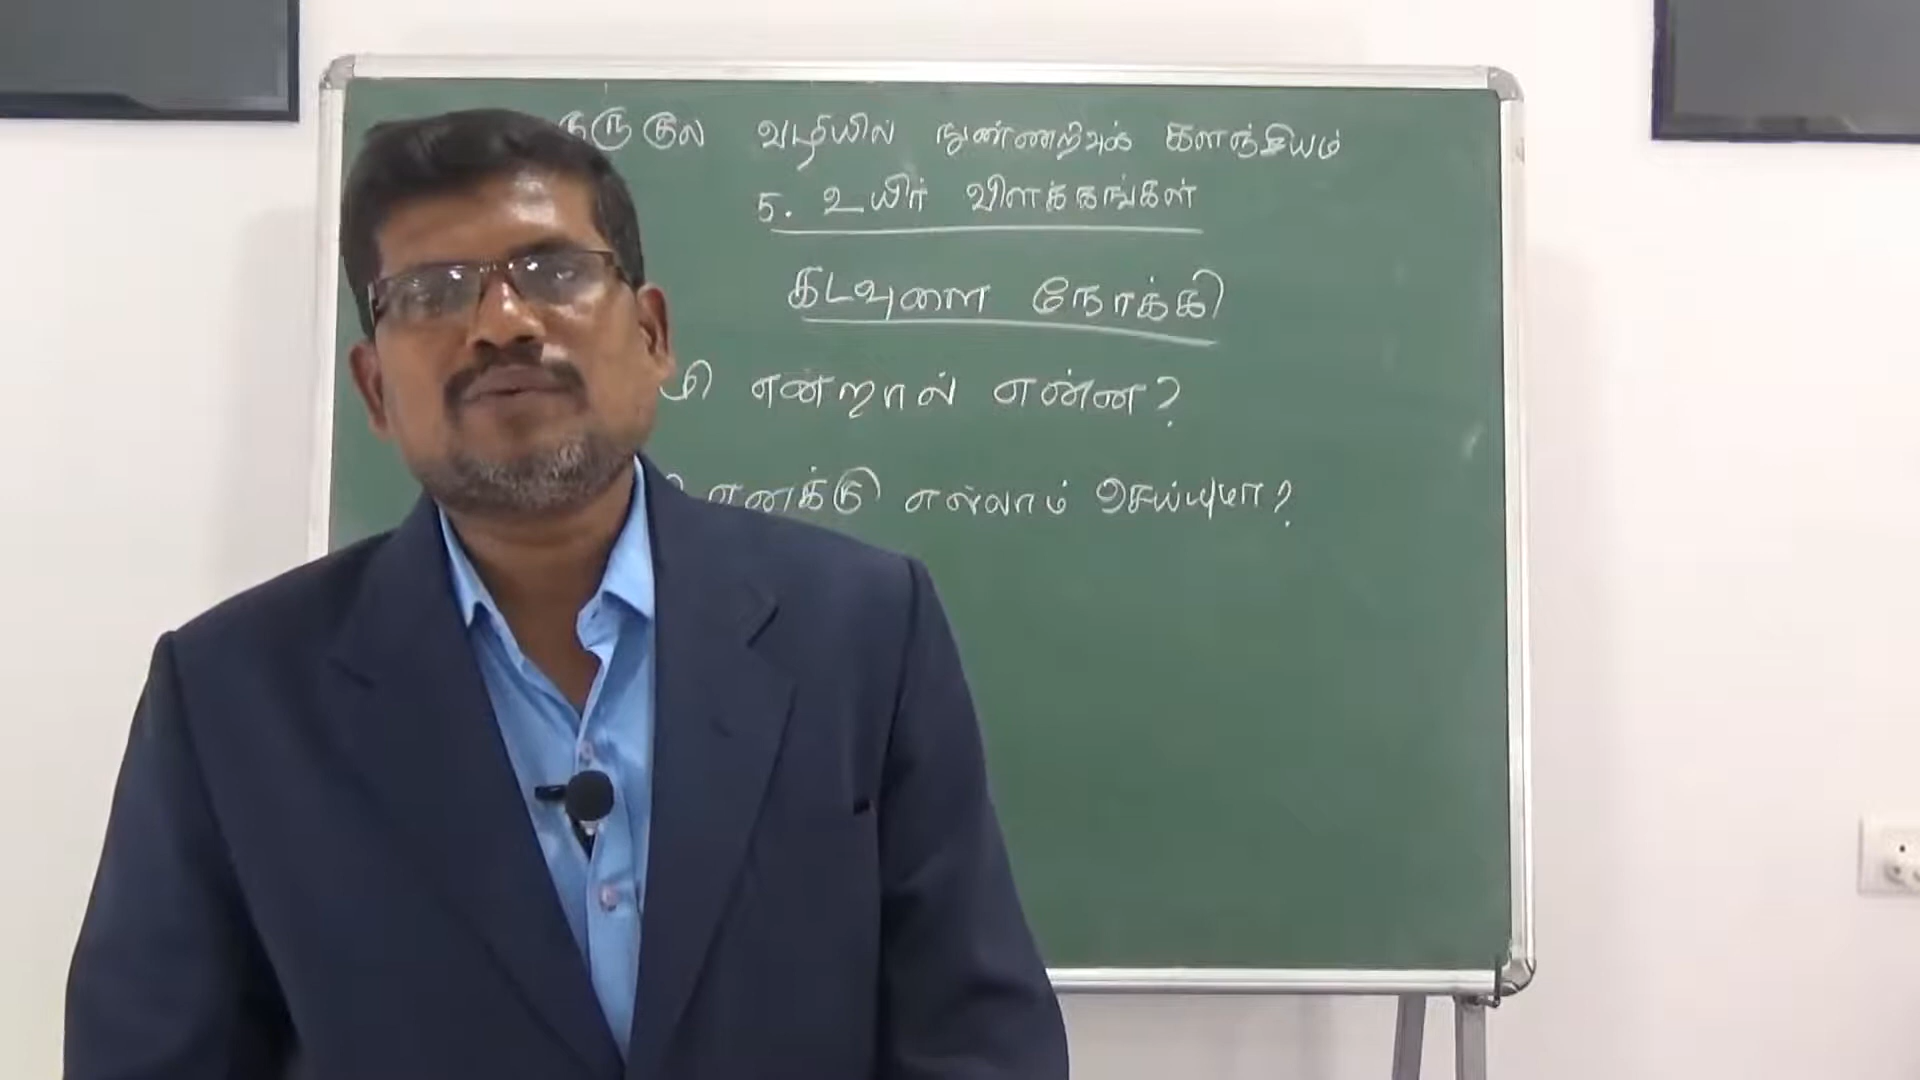 குருகுல வழியில் நுண்ணறிவுக் களஞ்சியம்
5. உயிர் விளக்கங்கள்
கடவுளை நோக்கி
என்றால் என்ன?
எனக்கு எல்லாம் செய்யுமா?